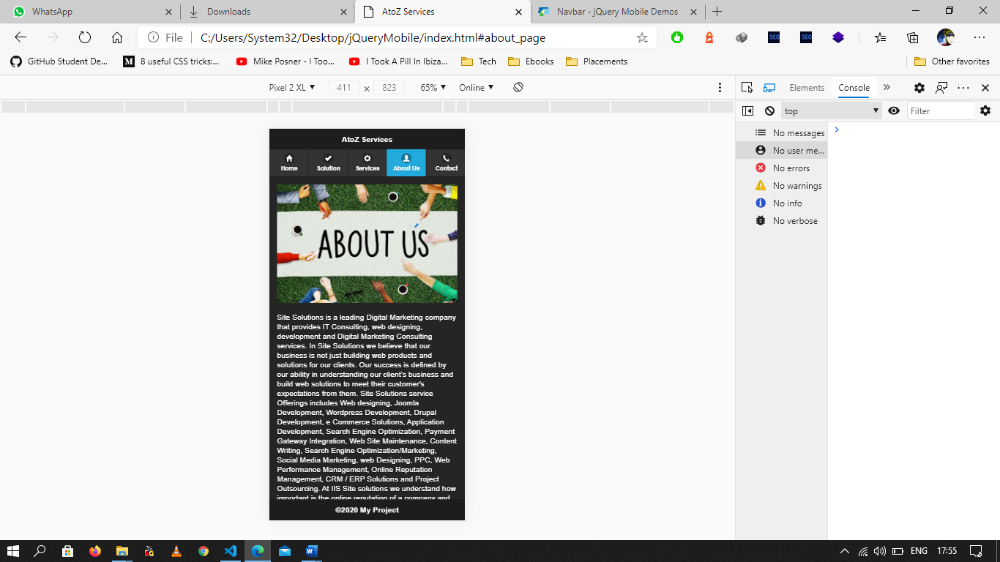 WhatsApp
Downloads
AtoZ Services
Navbar - jQuery Mobile Demos
File
C:/Users/System32/Desktop/jQueryMobile/index.html#about_page
SEO
SEO
GitHub Student De...
8 useful CSS tricks:...
Mike Posner - I Too...
I Took A Pill In Ibiza...
Tech
Ebooks
Placements
Other favorites
Pixel 2 XL
411 x 823
65%
Online
Elements
Console
top
Filter
No messages
No user me...
No errors
No warnings
No info
No verbose
AtoZ Services
Home
Solution
Services
About Us
Contact
ABOUT US
Site Solutions is a leading Digital Marketing company
that provides IT Consulting, web designing,
development and Digital Marketing Consulting
services. In Site Solutions we believe that our
business is not just building web products and
solutions for our clients. Our success is defined by
our ability in understanding our client's business and
build web solutions to meet their customer's
expectations from them. Site Solutions service
Offerings includes Web designing, Joomla
Development, Wordpress Development, Drupal
Development, e Commerce Solutions, Application
Development, Search Engine Optimization, Payment
Gateway Integration, Web Site Maintenance, Content
Writing, Search Engine Optimization/Marketing,
Social Media Marketing, web Designing, PPC, Web
Performance Management, Online Reputation
Management, CRM / ERP Solutions and Project
Outsourcing. At IIS Site solutions we understand how
important is the online reputation of a company and
©2020 My Project
ENG
17:55